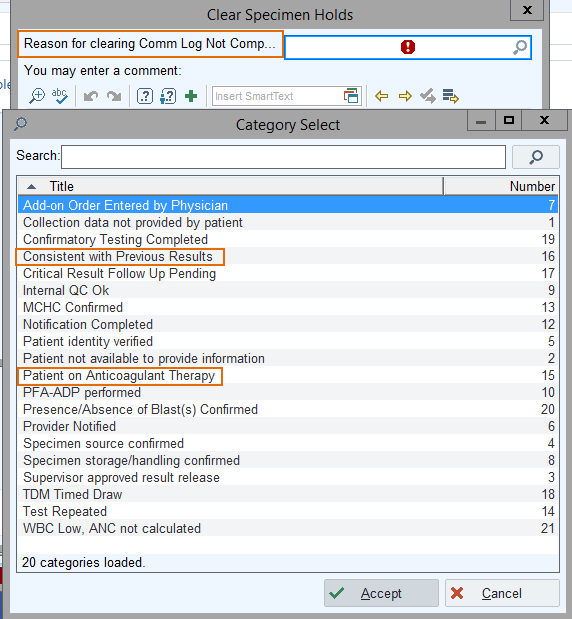 Clear Specimen Holds
x
Reason for clearing Comm Log Not Comp...
You may enter a comment:
abc
Insert SmartText
Category Select
x
Search:
Title Number
Add-on Order Entered by Physician 7
Collection data not provided by patient 1
Confirmatory Testing Completed 19
Consistent with Previous Results 16
Critical Result Follow Up Pending 17
Internal QC Ok 9
MCHC Confirmed 13
Notification Completed 12
Patient identity verified 5
Patient not available to provide information 2
Patient on Anticoagulant Therapy 15
PFA-ADP performed 10
Presence/Absence of Blast(s) Confirmed 20
Provider Notified 6
Specimen source confirmed 4
Specimen storage/handling confirmed 8
Supervisor approved result release 3
TDM Timed Draw 18
Test Repeated 14
WBC Low, ANC not calculated 21
20 categories loaded.
Accept Cancel